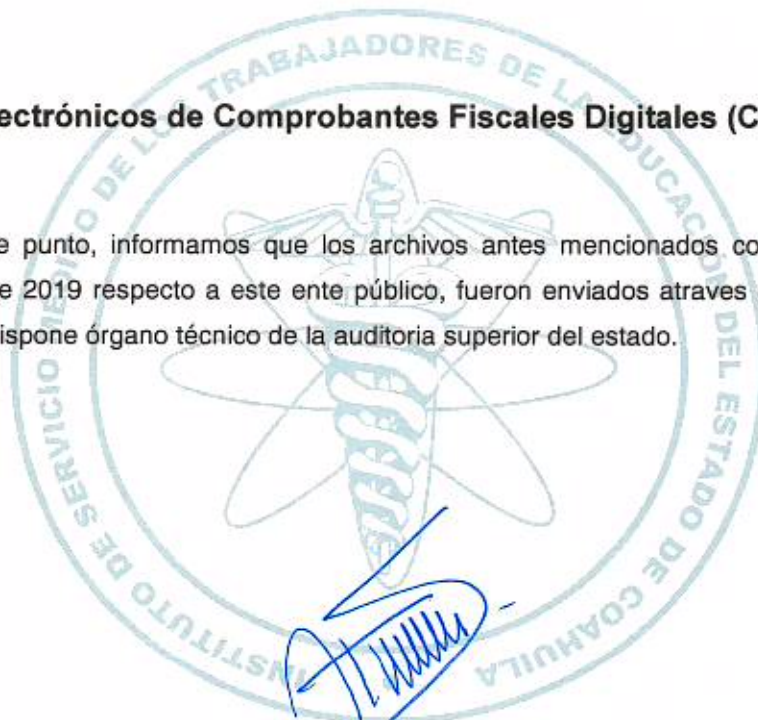 ectrónicos de Comprobantes Fiscales Digitales (C
e punto, informamos que los archivos antes mencionados co
e 2019 respecto a este ente público, fueron enviados atraves
ispone órgano técnico de la auditoria superior del estado.
INSTITUTO DE SERVICIO MEDICO DE LOS TRABAJADORES DE LA EDUCACION DEL ESTADO DE COAHUILA